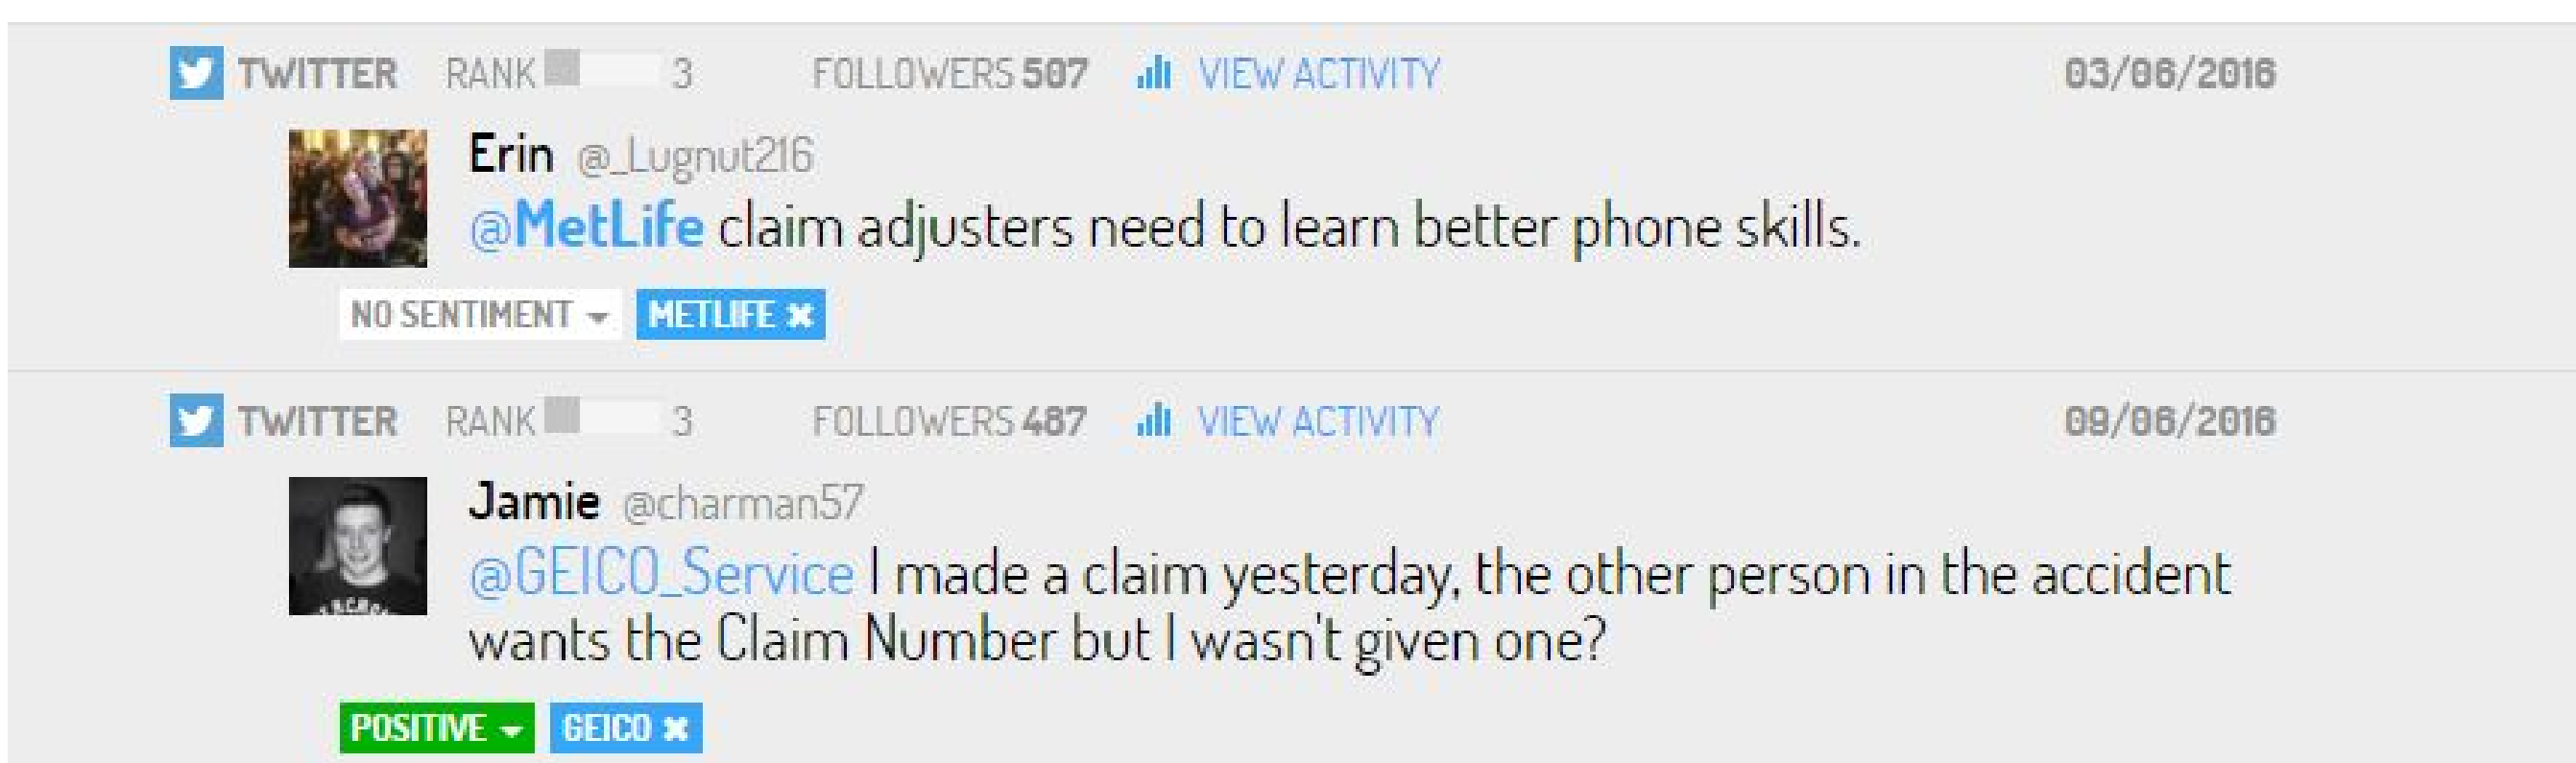 TWITTER RANK 3 FOLLOWERS 507 VIEW ACTIVITY 03/06/2016
Erin @_Lugnut216
@MetLife claim adjusters need to learn better phone skills.
NO SENTIMENT METLIFE ✖
TWITTER RANK 3 FOLLOWERS 487 VIEW ACTIVITY 09/06/2016
Jamie @charman57
@GEICO_Service I made a claim yesterday, the other person in the accident
wants the Claim Number but I wasn't given one?
POSITIVE GEICO ✖